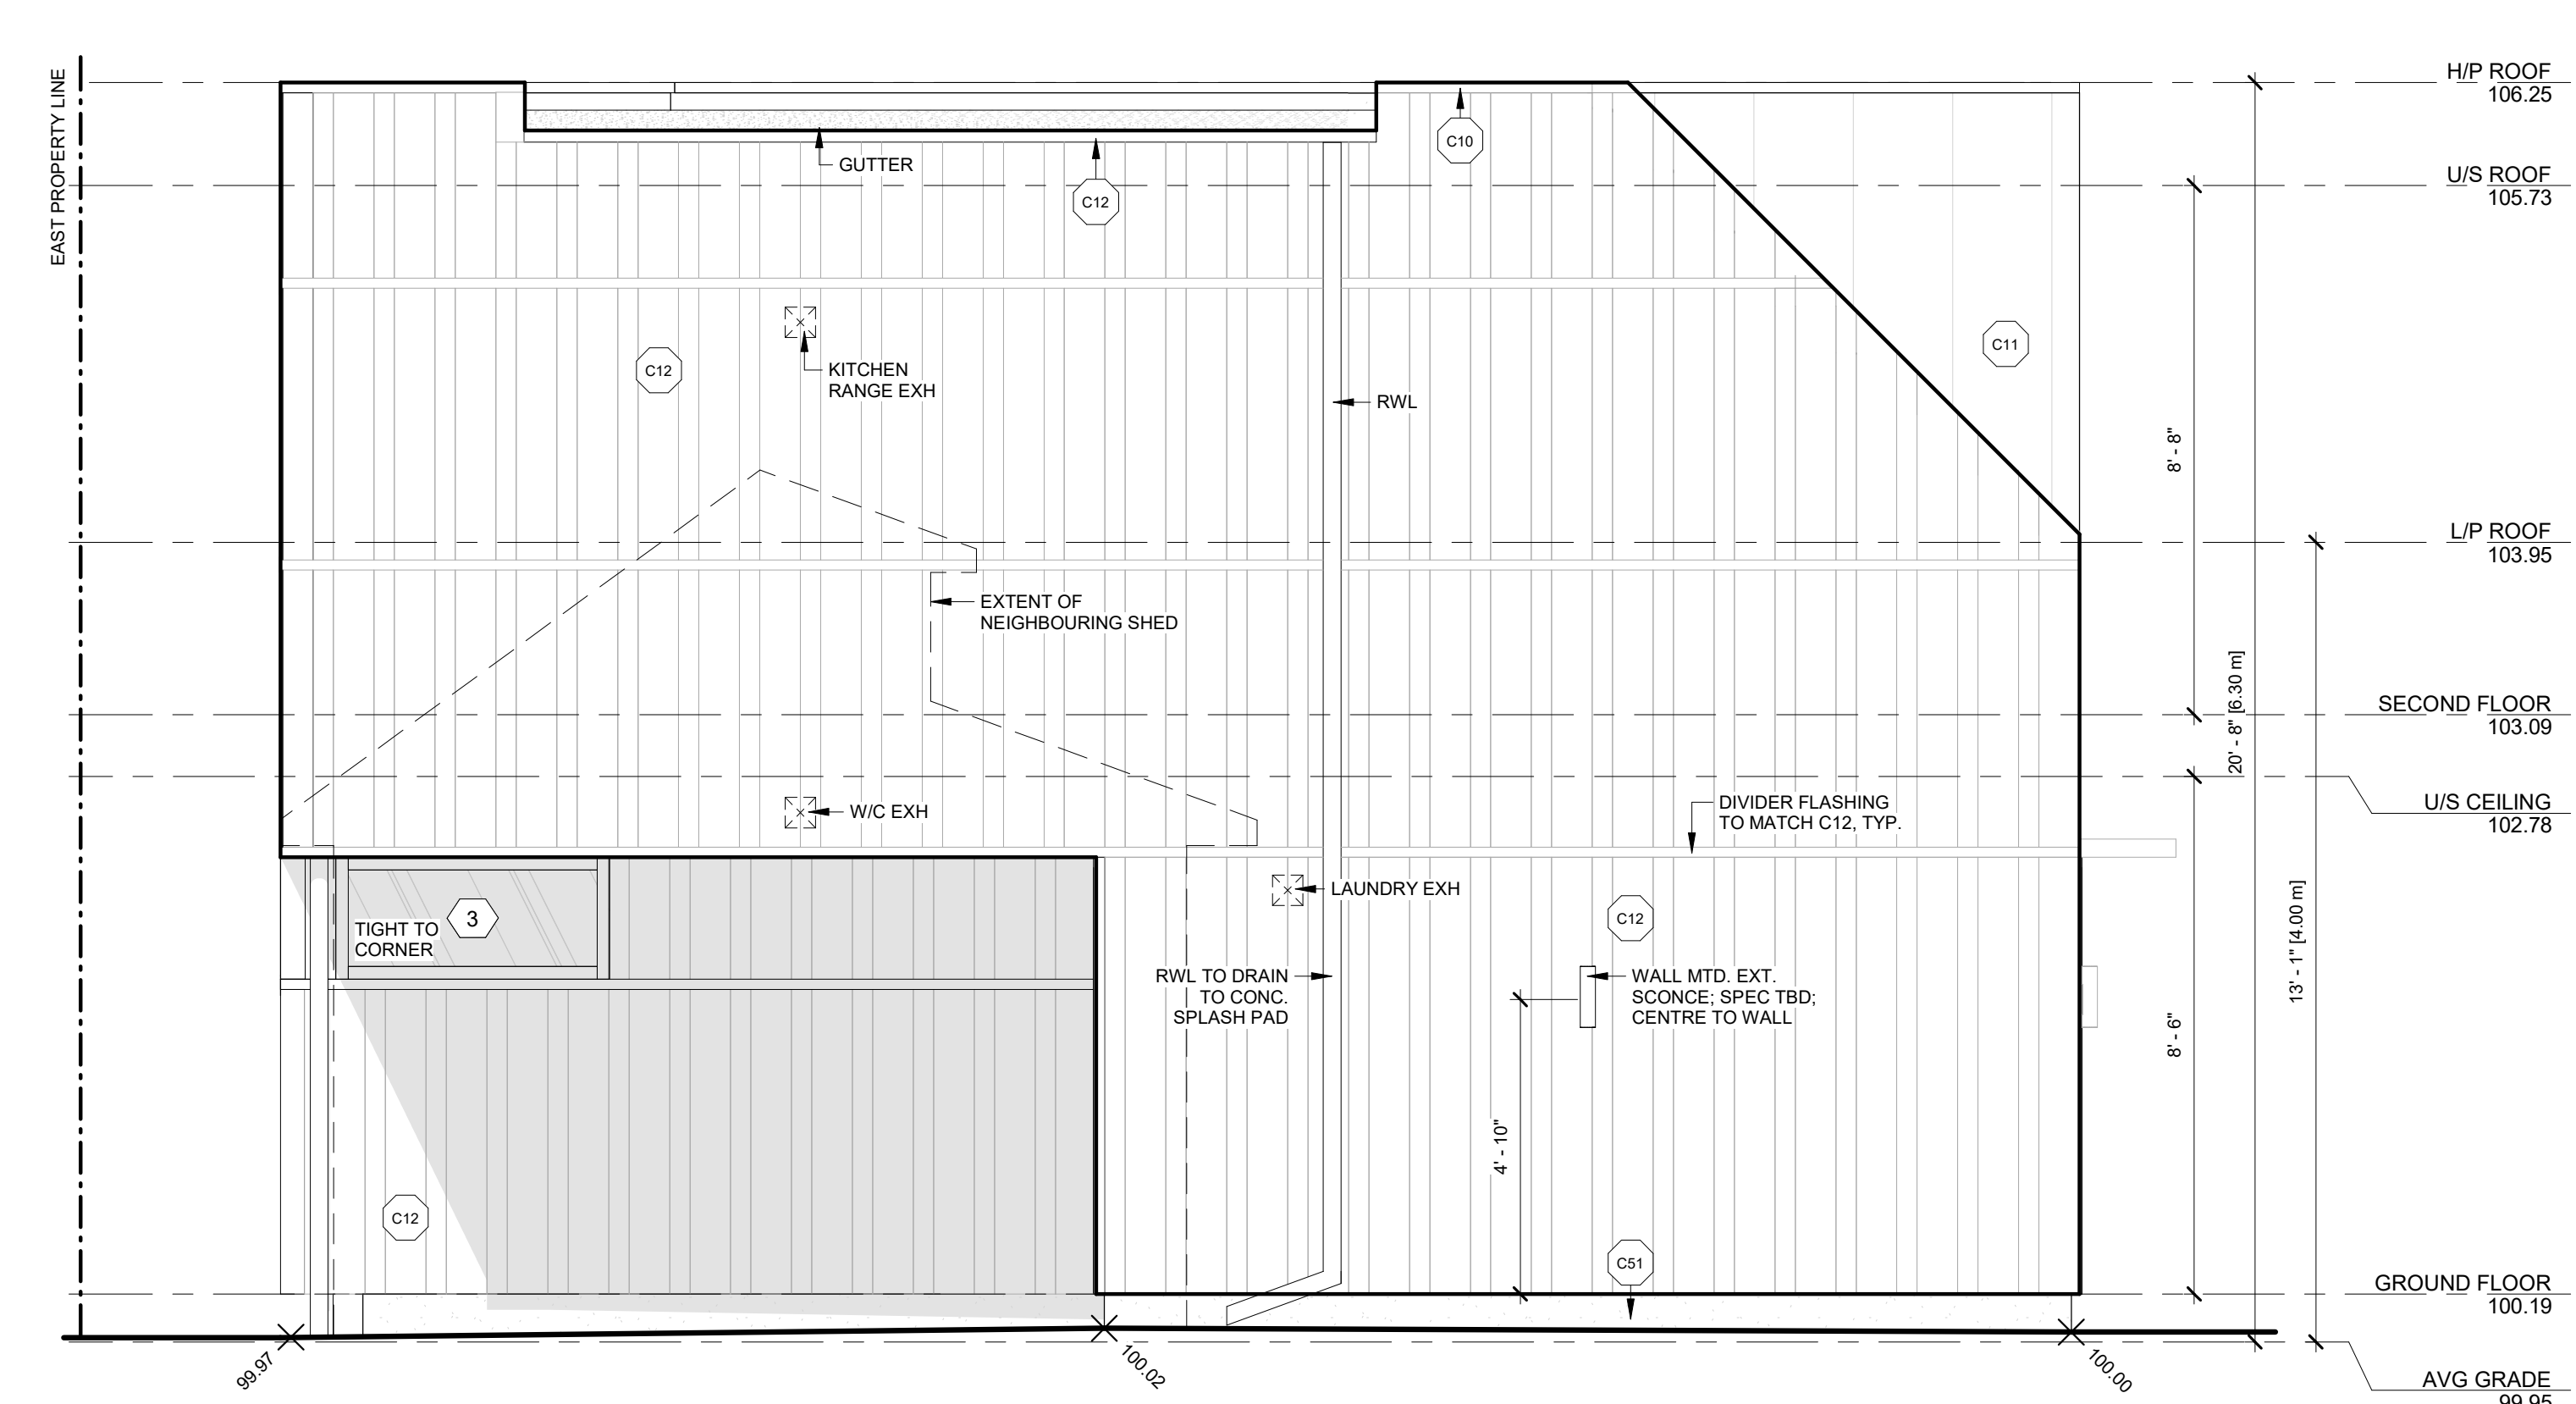 EAST PROPERTY LINE
H/P ROOF
106.25
C10
GUTTER
U/S ROOF
105.73
C12
C11
C12
KITCHEN
RANGE EXH
RWL
8' - 8"
L/P ROOF
103.95
EXTENT OF
NEIGHBOURING SHED
20' - 8" [6.30 m]
SECOND FLOOR
103.09
W/C EXH
DIVIDER FLASHING
TO MATCH C12, TYP.
U/S CEILING
102.78
LAUNDRY EXH
3
TIGHT TO
CORNER
C12
13' - 1" [4.00 m]
RWL TO DRAIN
TO CONC.
SPLASH PAD
WALL MTD. EXT.
SCONCE; SPEC TBD;
CENTRE TO WALL
8' - 6"
4' - 10"
C12
C51
GROUND FLOOR
100.19
99.97
100.02
100.00
AVG GRADE
99.95